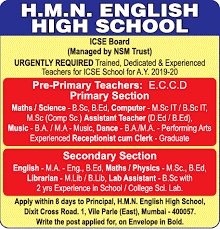 H.M.N. ENGLISH
HIGH SCHOOL
ICSE Board
(Managed by NSM Trust)
URGENTLY REQUIRED Trained, Dedicated & Experienced
Teachers for ICSE School for A.Y. 2019-20
Pre-Primary Teachers: E.C.C.D
Primary Section
Maths / Science - B.Sc, B.Ed, Computer - M.Sc IT / B.Sc IT,
M.Sc (Comp Sc.) Assistant Teacher (D.Ed / B.Ed),
Music - B.A. / M.A - Music, Dance - B.A./M.A. - Performing Arts
Experienced Receptionist cum Clerk - Graduate
Secondary Section
English - M.A. - Eng., B.Ed, Maths / Physics - M.Sc., B.Ed,
Librarian - M.Lib / B.Lib, Lab Assistant - B.Sc with
2 yrs Experience in School / College Sci. Lab.
Apply within 8 days to Principal, H.M.N. English High School,
Dixit Cross Road. 1, Vile Parle (East), Mumbai - 400057.
Write the post applied for, on Envelope in Bold.